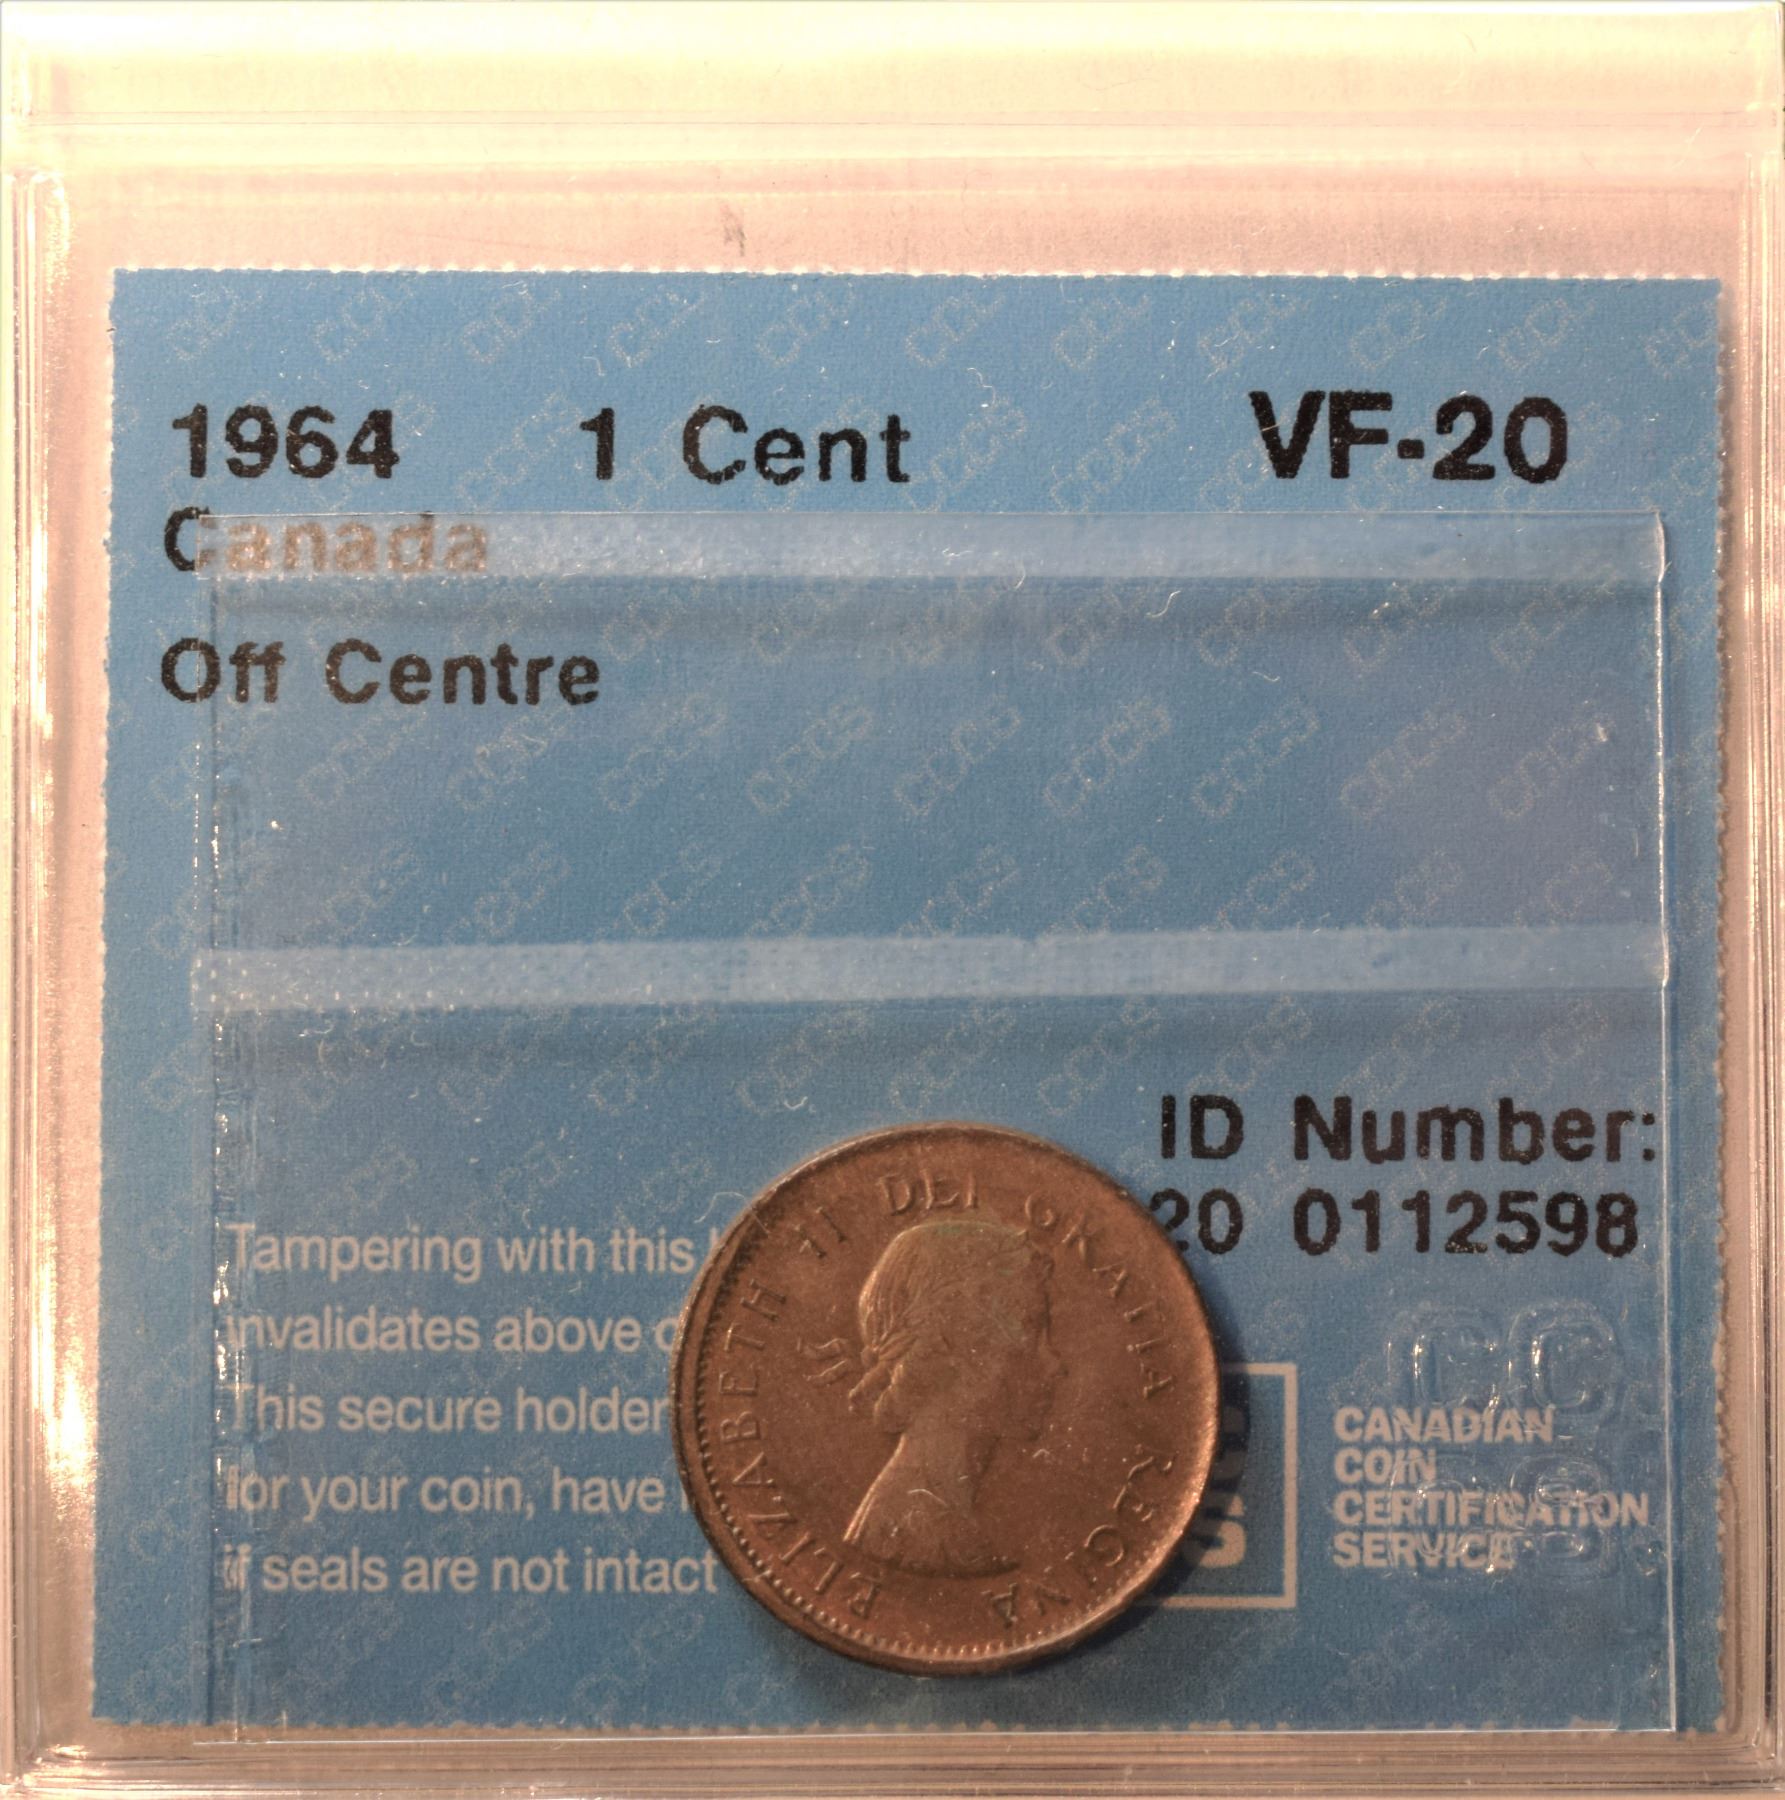 1964 1 Cent VF-20
Canada
Off Centre
ID Number:
20 0112598
Tampering with this
invalidates above
This secure holder
for your coin, have
if seals are not intact
CANADIAN
COIN
CERTIFICATION
SERVICE
ELIZABETH II DEI GRATIA REGINA